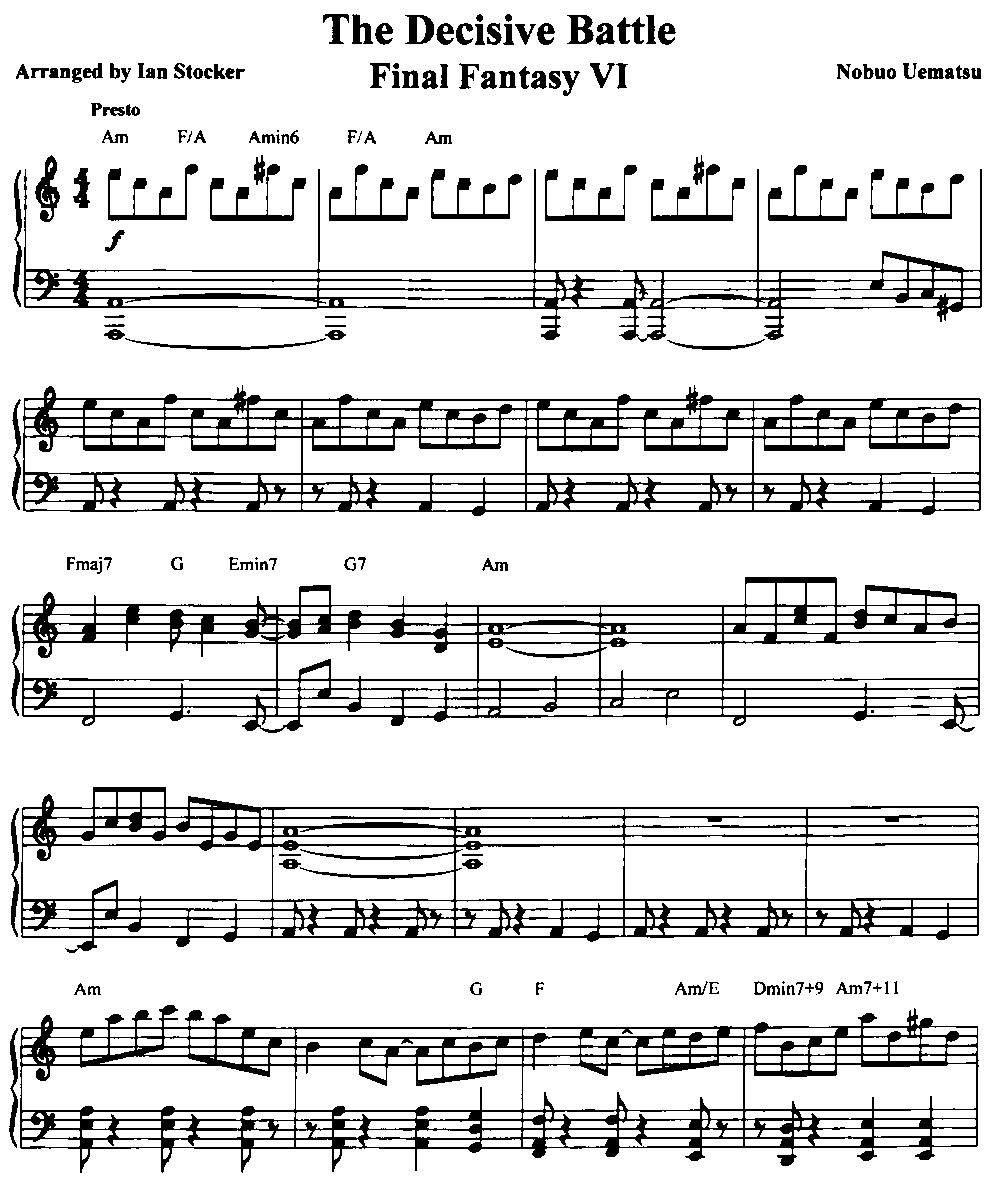 The Decisive Battle
Arranged by Ian Stocker Final Fantasy VI Nobuo Uematsu
Presto
Am F/A Amin6 F/A Am
f
Fmaj7 G Emin7 G7 Am
Am G F Am/E Dmin7+9 Am7+11